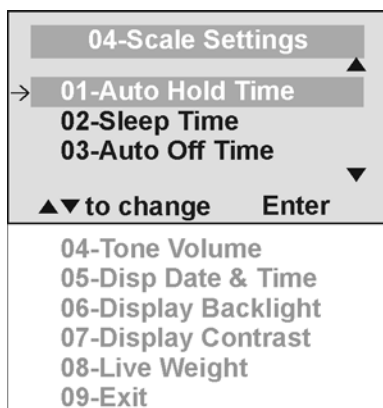 04-Scale Settings
01-Auto Hold Time
02-Sleep Time
03-Auto Off Time
▲▼to change Enter
04-Tone Volume
05-Disp Date & Time
06-Display Backlight
07-Display Contrast
08-Live Weight
09-Exit